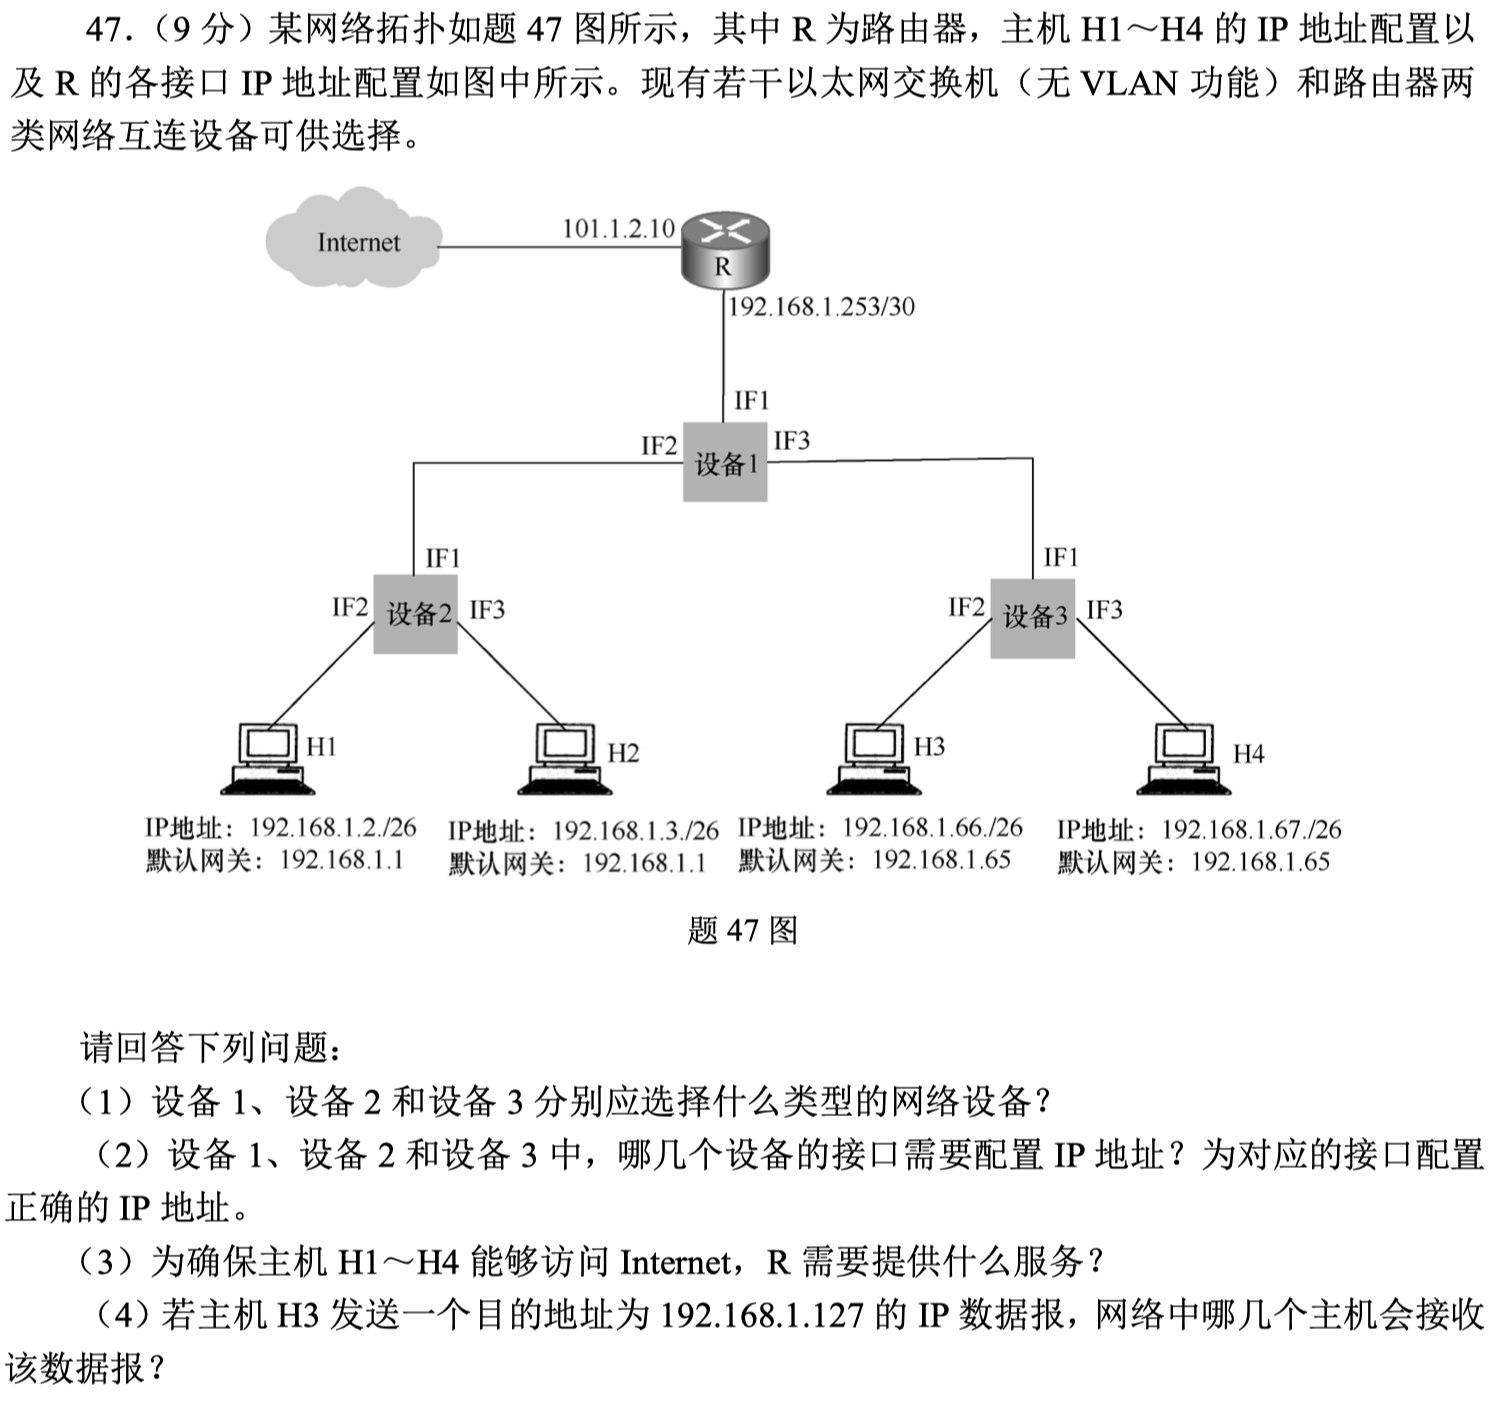 47.（9 分）某网络拓扑如题 47 图所示，其中 R 为路由器，主机 H1～H4 的 IP 地址配置以
及 R 的各接口 IP 地址配置如图中所示。现有若干以太网交换机（无 VLAN 功能）和路由器两
类网络互连设备可供选择。
Internet
101.1.2.10
R
192.168.1.253/30
IF1
IF2
设备1
IF3
IF1
IF2
设备2
IF3
IF1
IF2
设备3
IF3
H1
H2
H3
H4
IP地址：192.168.1.2./26
默认网关：192.168.1.1
IP地址：192.168.1.3./26
默认网关：192.168.1.1
IP地址：192.168.1.66./26
默认网关：192.168.1.65
IP地址：192.168.1.67./26
默认网关：192.168.1.65
题 47 图
请回答下列问题：
（1）设备 1、设备 2 和设备 3 分别应选择什么类型的网络设备？
（2）设备 1、设备 2 和设备 3 中，哪几个设备的接口需要配置 IP 地址？为对应的接口配置
正确的 IP 地址。
（3）为确保主机 H1～H4 能够访问 Internet，R 需要提供什么服务？
（4）若主机 H3 发送一个目的地址为 192.168.1.127 的 IP 数据报，网络中哪几个主机会接收
该数据报？